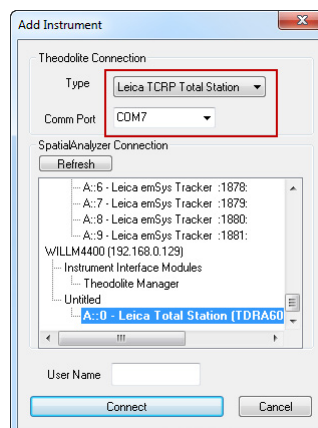 Add Instrument
Theodolite Connection
Type Leica TCRP Total Station
Comm Port COM7
SpatialAnalyzer Connection
Refresh
A::6 - Leica emSys Tracker :1878:
A::7 - Leica emSys Tracker :1879:
A::8 - Leica emSys Tracker :1880:
A::9 - Leica emSys Tracker :1881:
WILLM4400 (192.168.0.129)
Instrument Interface Modules
Theodolite Manager
Untitled
A::0 - Leica Total Station (TDRA60
User Name
Connect Cancel